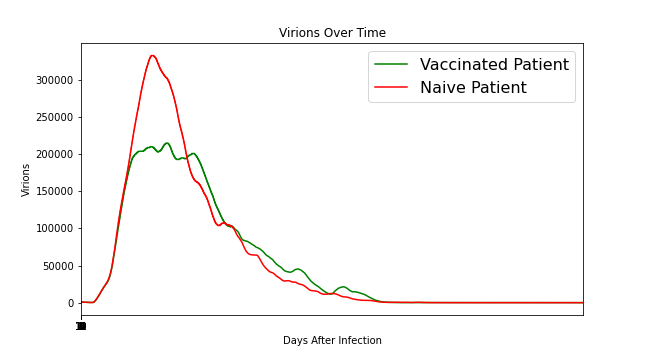 Virions Over Time
Vaccinated Patient
Naive Patient
300000
250000
200000
150000
100000
50000
0
Virions
Days After Infection